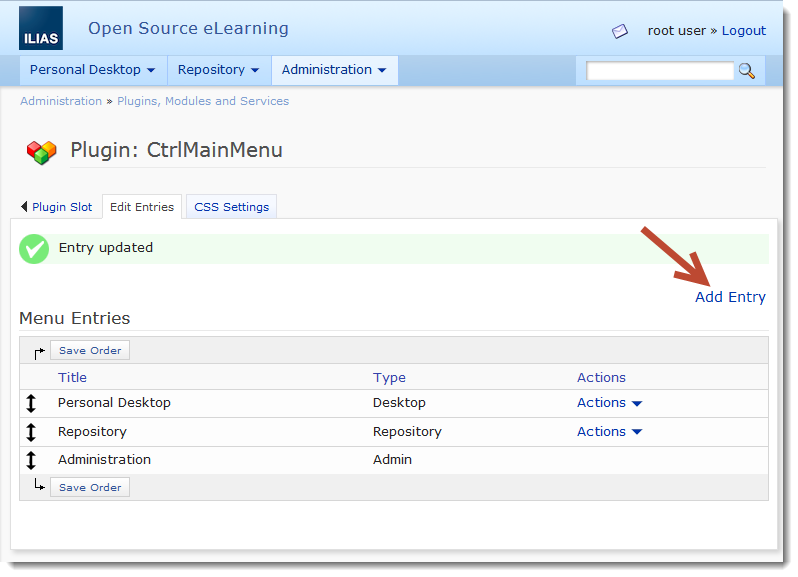 ILIAS
Open Source eLearning
root user » Logout
Personal Desktop Repository Administration
Administration » Plugins, Modules and Services
Plugin: CtrlMainMenu
Plugin Slot Edit Entries CSS Settings
Entry updated
Add Entry
Menu Entries
Save Order
Title Type Actions
Personal Desktop Desktop Actions
Repository Repository Actions
Administration Admin
Save Order